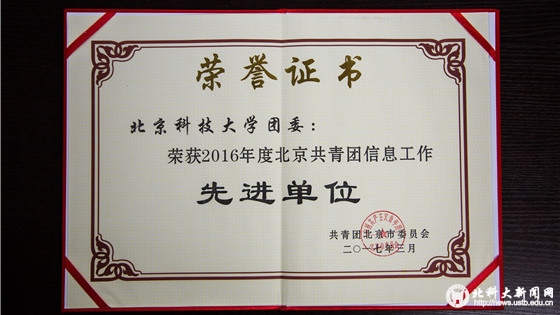 荣誉证书
北京科技大学团委：
荣获2016年度北京共青团信息工作
先进单位
共青团北京市委员会
二〇一七年三月
北科大新闻网
http://news.ustb.edu.cn